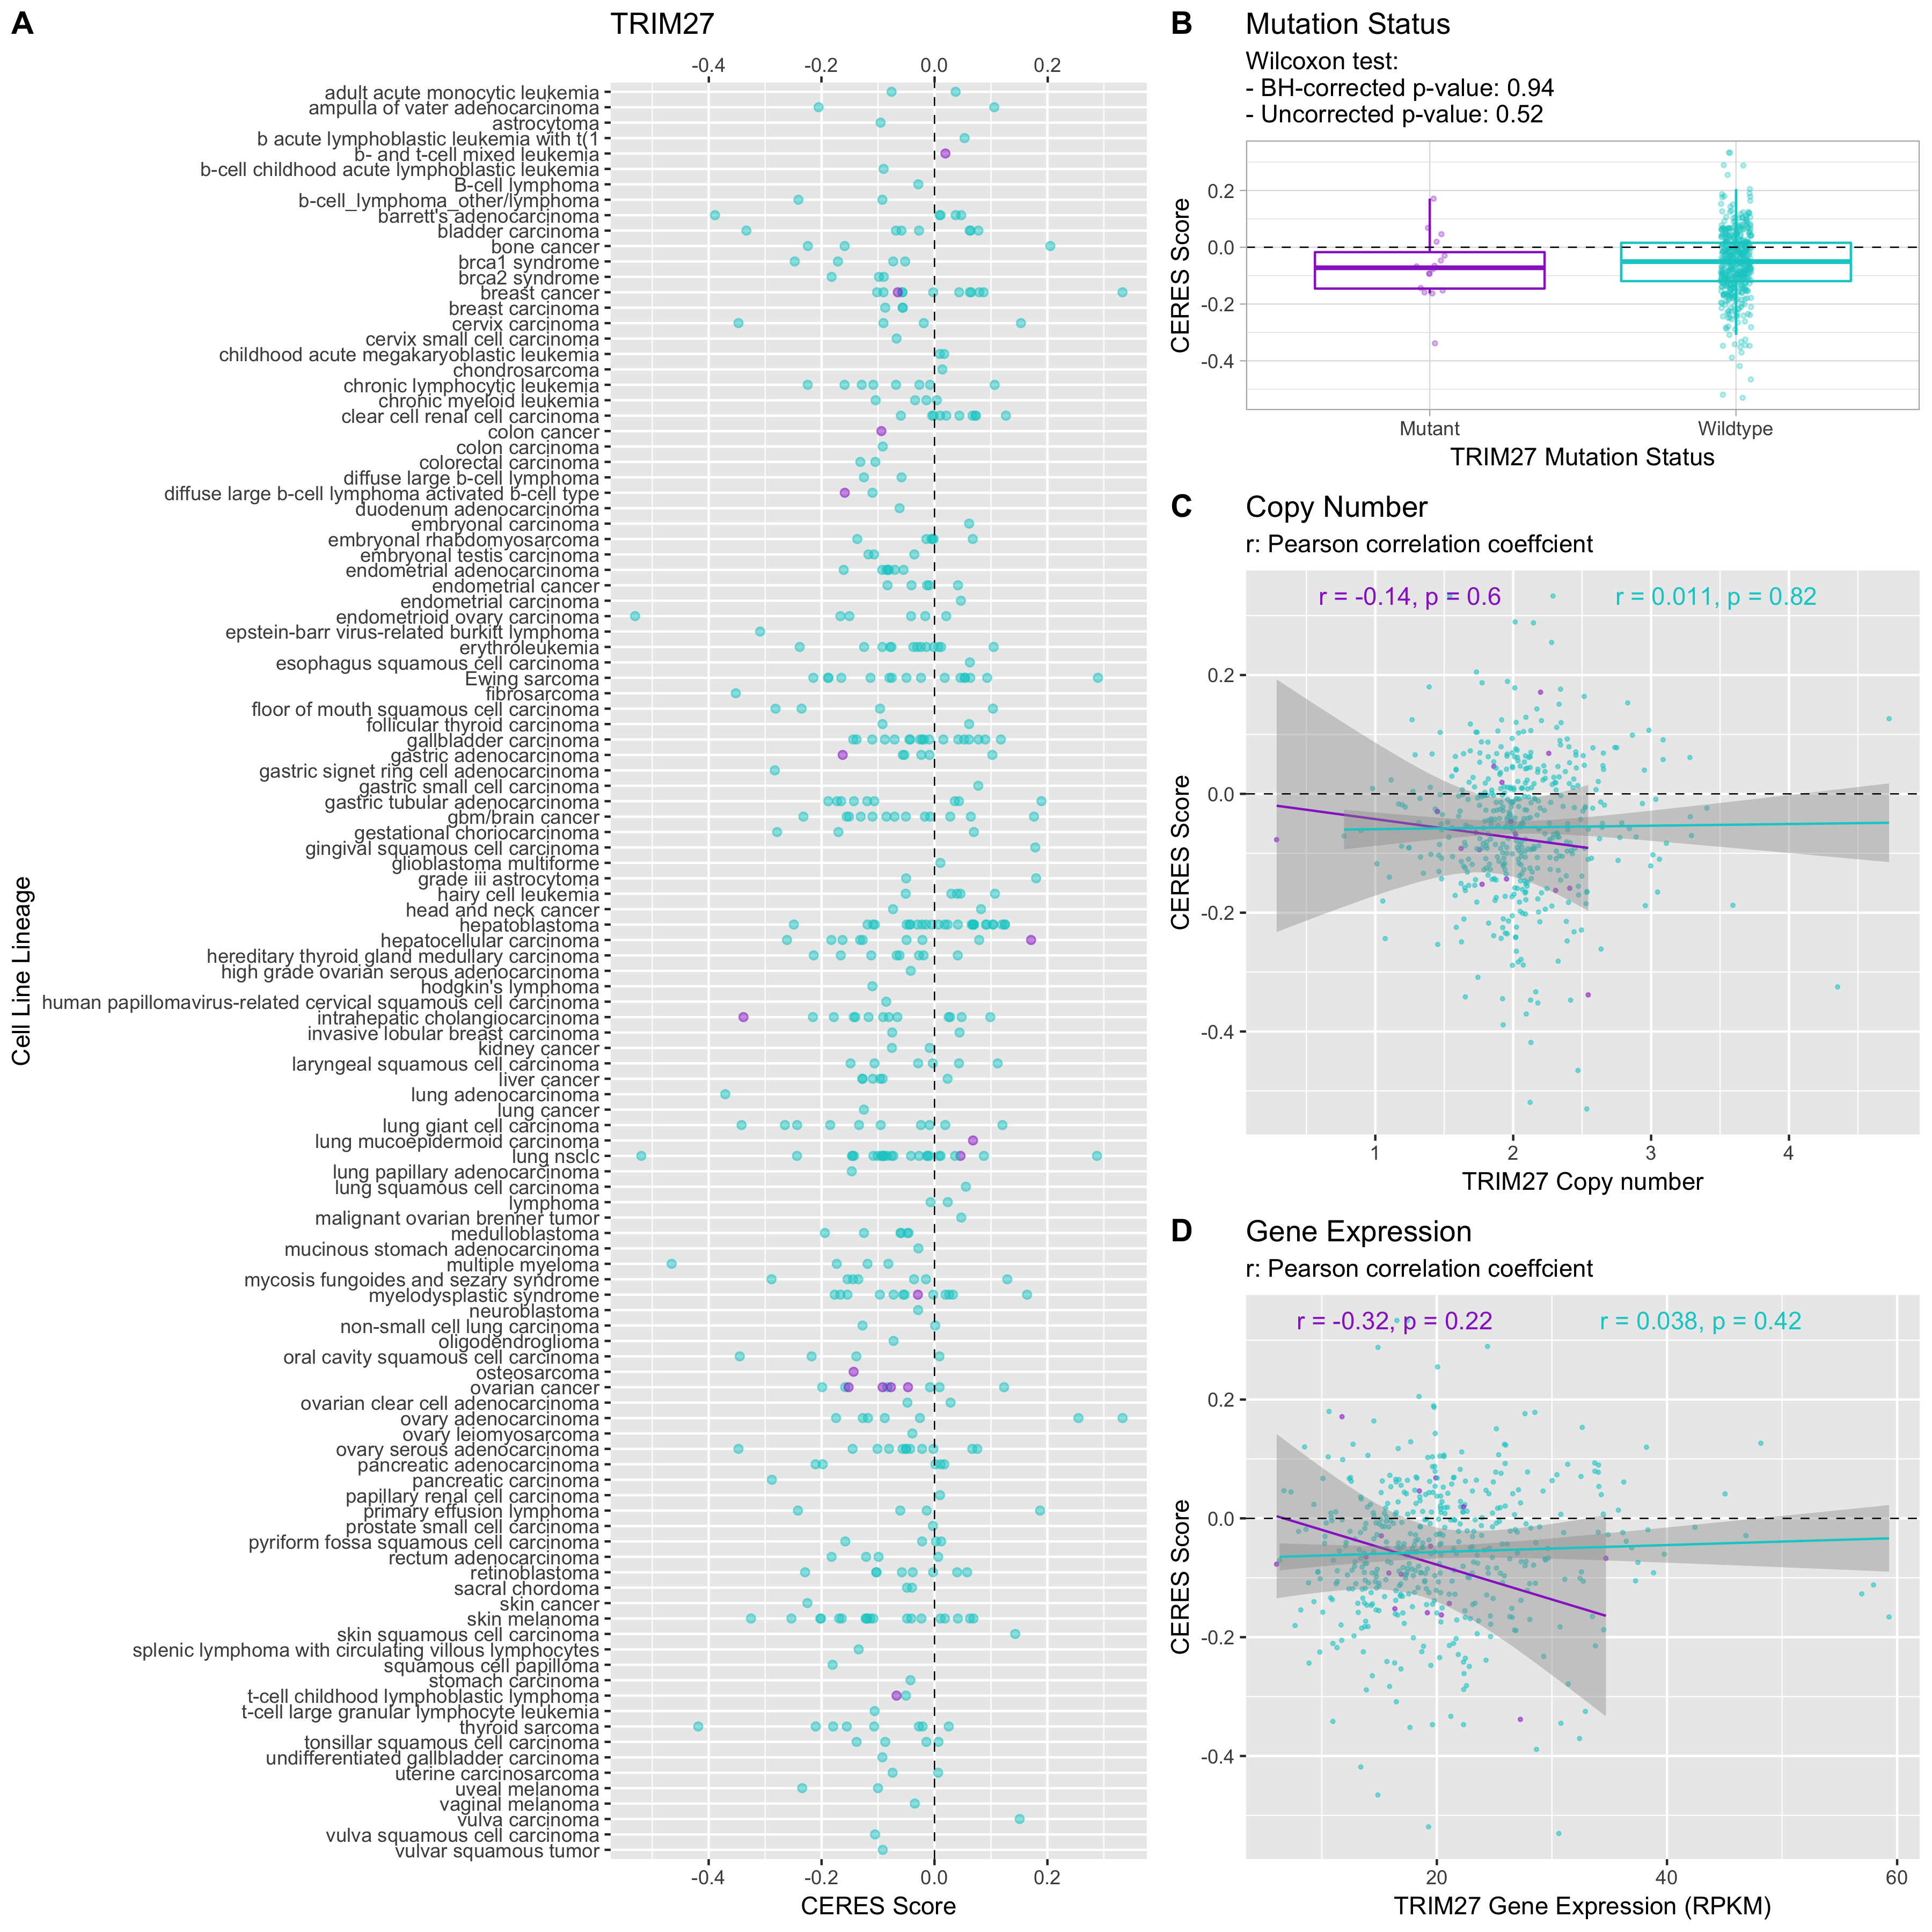 A
TRIM27
-0.4 -0.2 0.0 0.2
Cell Line Lineage
adult acute monocytic leukemia
ampulla of vater adenocarcinoma
astrocytoma
b acute lymphoblastic leukemia with t(1
b- and t-cell mixed leukemia
b-cell childhood acute lymphoblastic leukemia
B-cell lymphoma
b-cell_lymphoma_other/lymphoma
barrett's adenocarcinoma
bladder carcinoma
bone cancer
brca1 syndrome
brca2 syndrome
breast cancer
breast carcinoma
cervix carcinoma
cervix small cell carcinoma
childhood acute megakaryoblastic leukemia
chondrosarcoma
chronic lymphocytic leukemia
chronic myeloid leukemia
clear cell renal cell carcinoma
colon cancer
colon carcinoma
colorectal carcinoma
diffuse large b-cell lymphoma
diffuse large b-cell lymphoma activated b-cell type
duodenum adenocarcinoma
embryonal carcinoma
embryonal rhabdomyosarcoma
embryonal testis carcinoma
endometrial adenocarcinoma
endometrial cancer
endometrial carcinoma
endometrioid ovary carcinoma
epstein-barr virus-related burkitt lymphoma
erythroleukemia
esophagus squamous cell carcinoma
Ewing sarcoma
fibrosarcoma
floor of mouth squamous cell carcinoma
follicular thyroid carcinoma
gallbladder carcinoma
gastric adenocarcinoma
gastric signet ring cell adenocarcinoma
gastric small cell carcinoma
gastric tubular adenocarcinoma
gbm/brain cancer
gestational choriocarcinoma
gingival squamous cell carcinoma
glioblastoma multiforme
grade iii astrocytoma
hairy cell leukemia
head and neck cancer
hepatoblastoma
hepatocellular carcinoma
hereditary thyroid gland medullary carcinoma
high grade ovarian serous adenocarcinoma
hodgkin's lymphoma
human papillomavirus-related cervical squamous cell carcinoma
intrahepatic cholangiocarcinoma
invasive lobular breast carcinoma
kidney cancer
laryngeal squamous cell carcinoma
liver cancer
lung adenocarcinoma
lung cancer
lung giant cell carcinoma
lung mucoepidermoid carcinoma
lung nsclc
lung papillary adenocarcinoma
lung squamous cell carcinoma
lymphoma
malignant ovarian brenner tumor
medulloblastoma
mucinous stomach adenocarcinoma
multiple myeloma
mycosis fungoides and sezary syndrome
myelodysplastic syndrome
neuroblastoma
non-small cell lung carcinoma
oligodendroglioma
oral cavity squamous cell carcinoma
osteosarcoma
ovarian cancer
ovarian clear cell adenocarcinoma
ovary adenocarcinoma
ovary leiomyosarcoma
ovary serous adenocarcinoma
pancreatic adenocarcinoma
pancreatic carcinoma
papillary renal cell carcinoma
primary effusion lymphoma
prostate small cell carcinoma
pyriform fossa squamous cell carcinoma
rectum adenocarcinoma
retinoblastoma
sacral chordoma
skin cancer
skin melanoma
skin squamous cell carcinoma
splenic lymphoma with circulating villous lymphocytes
squamous cell papilloma
stomach carcinoma
t-cell childhood lymphoblastic lymphoma
t-cell large granular lymphocyte leukemia
thyroid sarcoma
tonsillar squamous cell carcinoma
undifferentiated gallbladder carcinoma
uterine carcinosarcoma
uveal melanoma
vaginal melanoma
vulva carcinoma
vulva squamous cell carcinoma
vulvar squamous tumor
-0.4 -0.2 0.0 0.2
CERES Score
B
Mutation Status
Wilcoxon test:
- BH-corrected p-value: 0.94
- Uncorrected p-value: 0.52
CERES Score
0.2
0.0
-0.2
-0.4
Mutant Wildtype
TRIM27 Mutation Status
C
Copy Number
r: Pearson correlation coeffcient
r = -0.14, p = 0.6 r = 0.011, p = 0.82
CERES Score
0.2
0.0
-0.2
-0.4
1 2 3 4
TRIM27 Copy number
D
Gene Expression
r: Pearson correlation coeffcient
r = -0.32, p = 0.22 r = 0.038, p = 0.42
CERES Score
0.2
0.0
-0.2
-0.4
20 40 60
TRIM27 Gene Expression (RPKM)